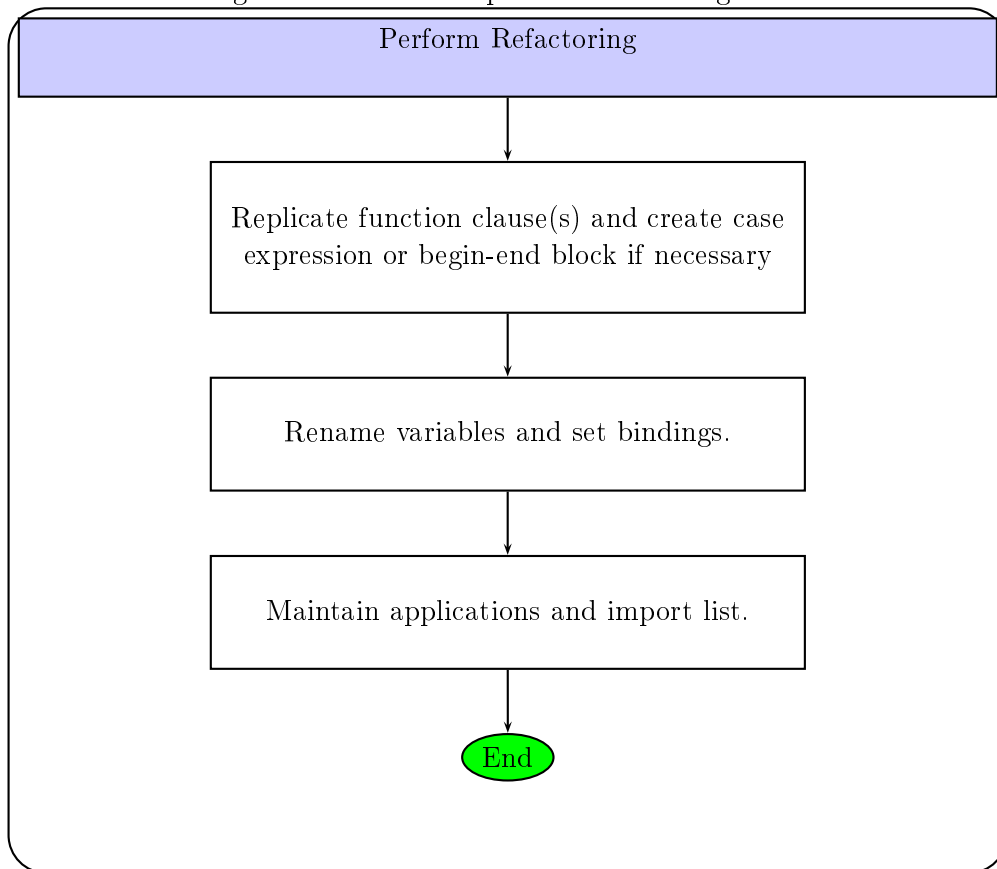 Perform Refactoring
Replicate function clause(s) and create case
expression or begin-end block if necessary
Rename variables and set bindings.
Maintain applications and import list.
End